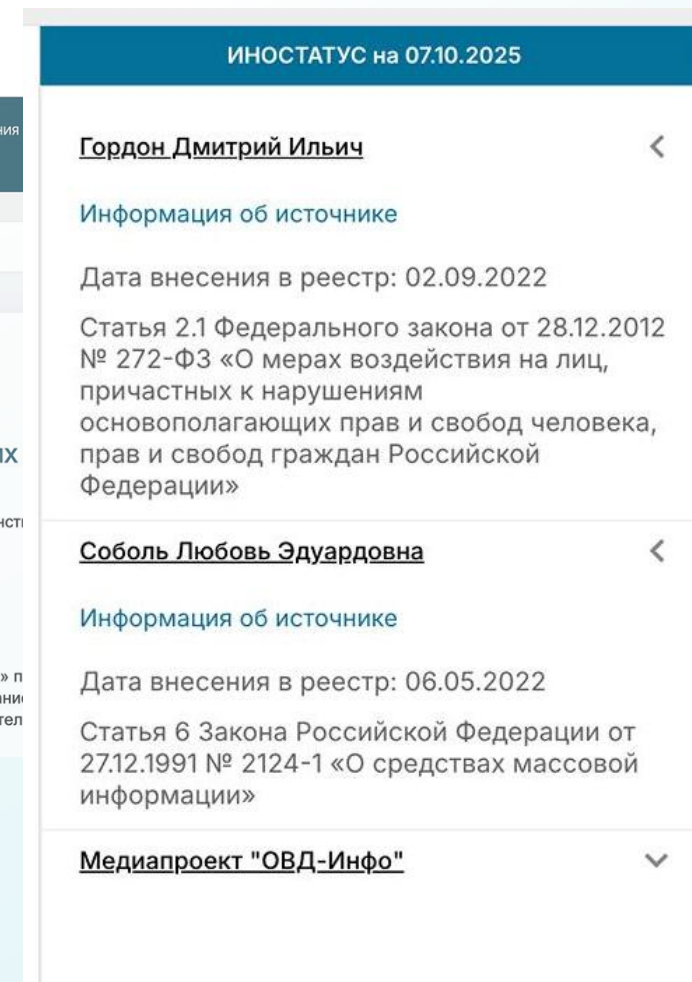 ИНОСТАТУС на 07.10.2025
Гордон Дмитрий Ильич
Информация об источнике
Дата внесения в реестр: 02.09.2022
Статья 2.1 Федерального закона от 28.12.2012
№ 272-ФЗ «О мерах воздействия на лиц,
причастных к нарушениям
основополагающих прав и свобод человека,
прав и свобод граждан Российской
Федерации»
Соболь Любовь Эдуардовна
Информация об источнике
Дата внесения в реестр: 06.05.2022
Статья 6 Закона Российской Федерации от
27.12.1991 № 2124-1 «О средствах массовой
информации»
Медиапроект "ОВД-Инфо"